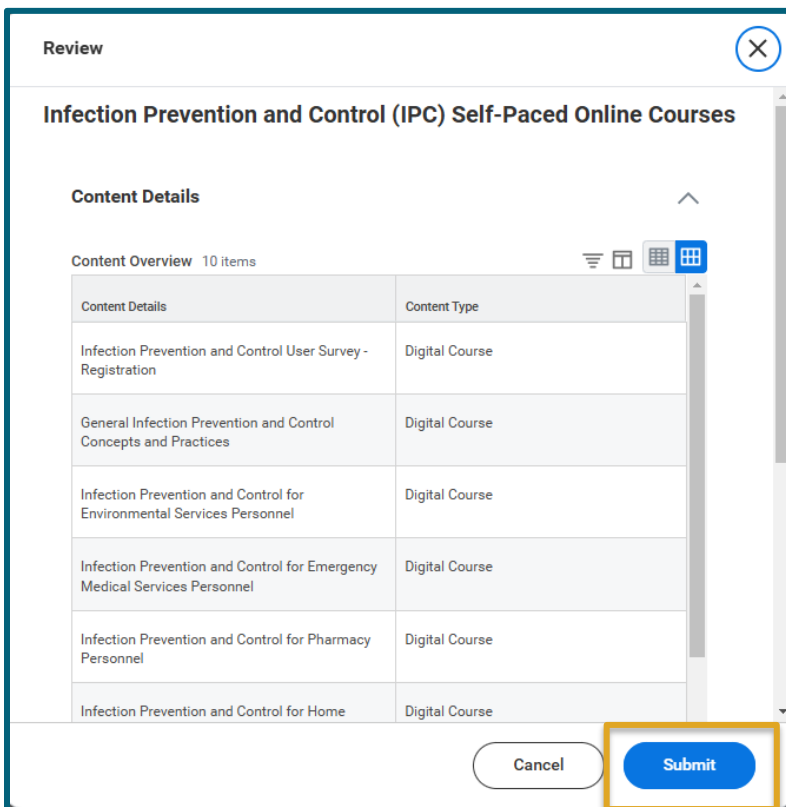 Review
Infection Prevention and Control (IPC) Self-Paced Online Courses
Content Details
Content Overview 10 items
Content Details Content Type
Infection Prevention and Control User Survey - Digital Course
Registration
General Infection Prevention and Control Digital Course
Concepts and Practices
Infection Prevention and Control for Digital Course
Environmental Services Personnel
Infection Prevention and Control for Emergency Digital Course
Medical Services Personnel
Infection Prevention and Control for Pharmacy Digital Course
Personnel
Infection Prevention and Control for Home Digital Course
Cancel Submit